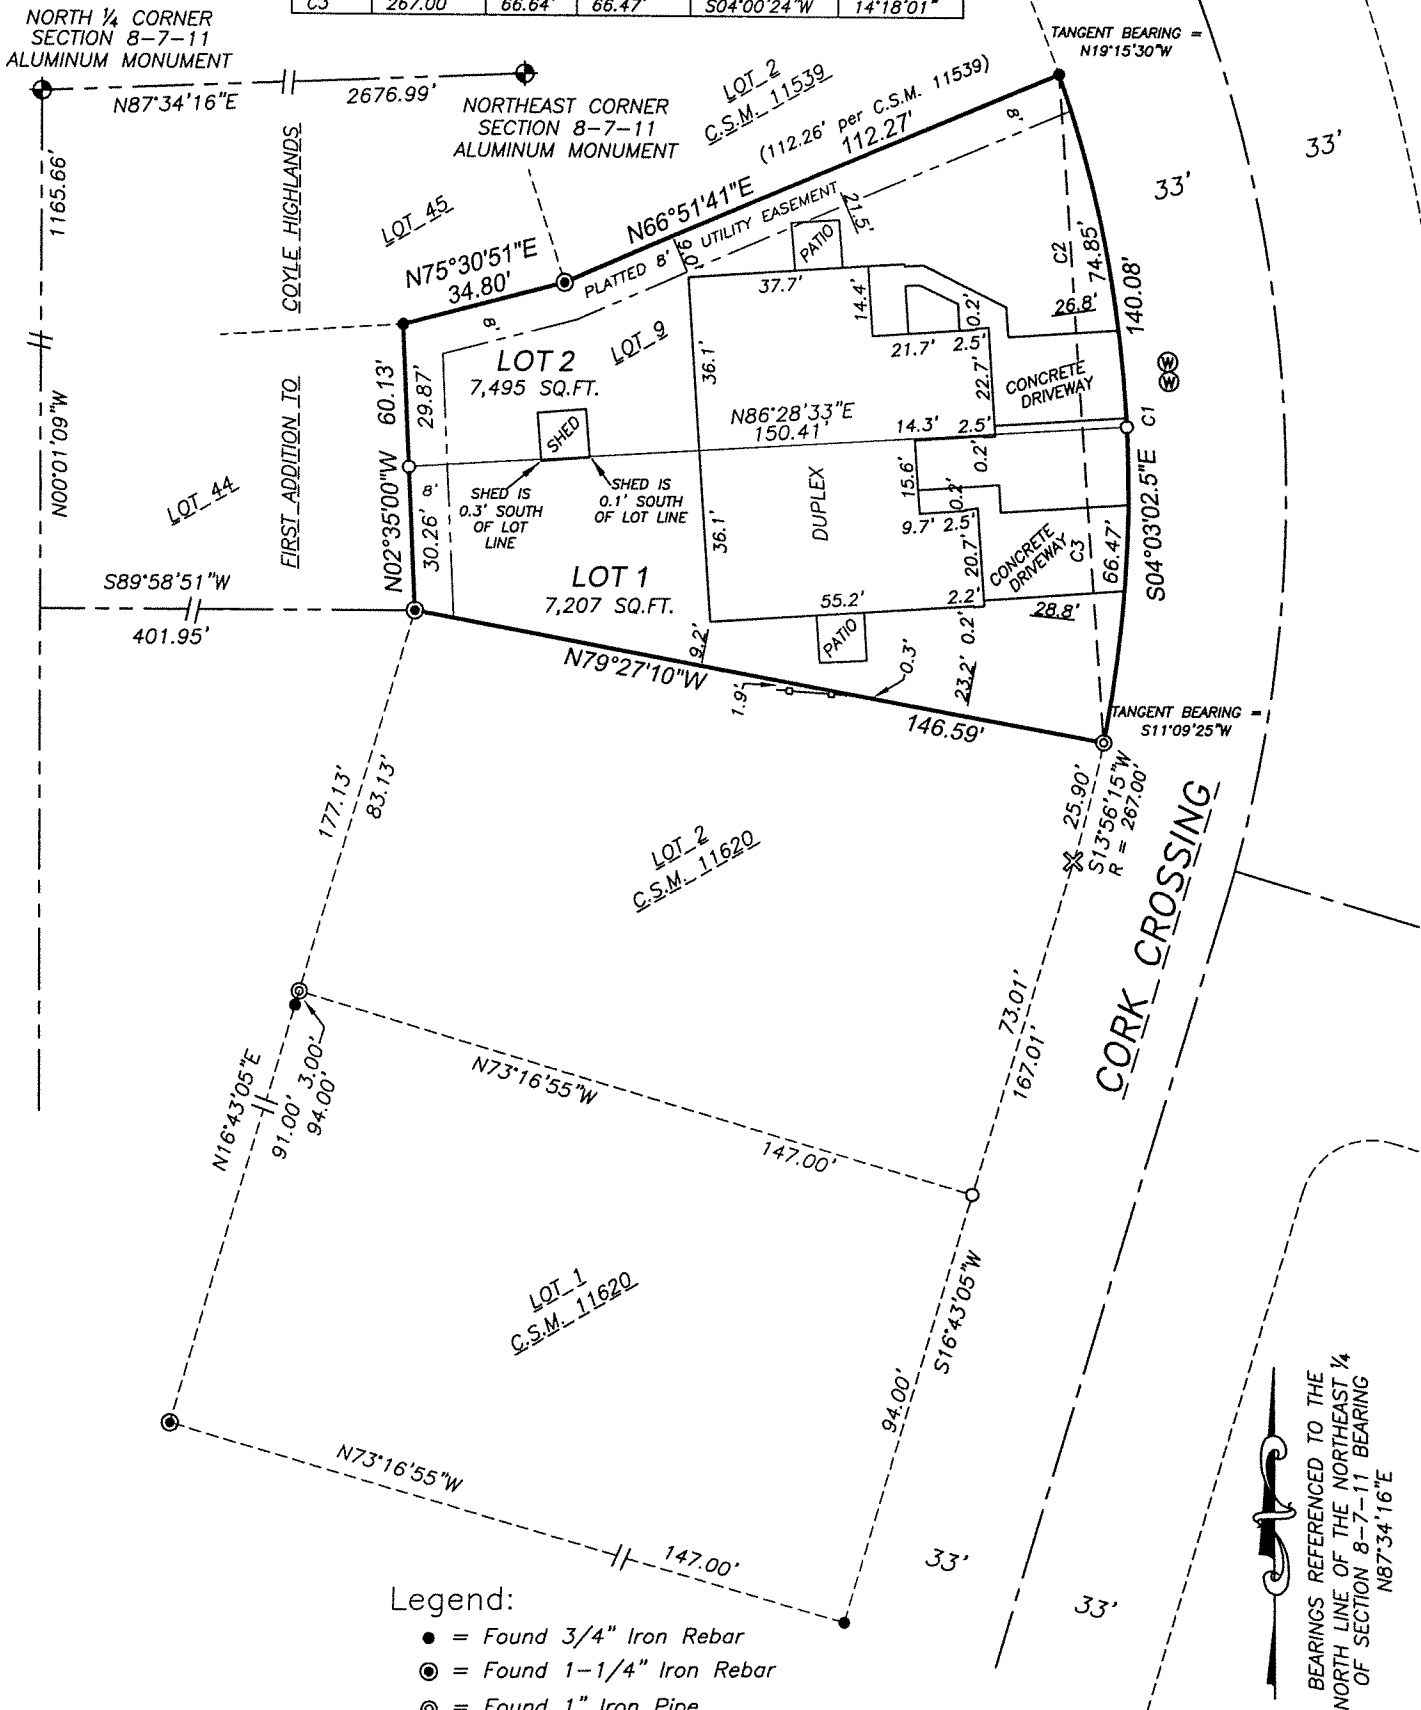 C3 267.00' 66.64' 66.47' S04°00'24"W 14°18'01"
NORTH 1/4 CORNER
SECTION 8-7-11
ALUMINUM MONUMENT
N87°34'16"E
2676.99'
NORTHEAST CORNER
SECTION 8-7-11
ALUMINUM MONUMENT
LOT 2
C.S.M. 11539
(112.26' per C.S.M. 11539)
112.27'
N66°51'41"E
TANGENT BEARING =
N19°15'30"W
33'
33'
1165.66'
N00°01'09"W
COYLE HIGHLANDS
FIRST ADDITION TO
LOT 45
LOT 44
N75°30'51"E
34.80'
PLATTED 8' UTILITY EASEMENT
8'
8'
9.0'
21.5'
PATIO
LOT 2
7,495 SQ.FT.
LOT 9
60.13'
29.87'
N02°35'00"W
30.26'
8'
SHED
SHED IS
0.3' SOUTH
OF LOT
LINE
SHED IS
0.1' SOUTH
OF LOT LINE
37.7'
14.4'
0.2'
21.7'
2.5'
22.7'
36.1'
N86°28'33"E
150.41'
14.3'
2.5'
0.2'
CONCRETE
DRIVEWAY
26.8'
C2
74.85'
140.08'
W
W
C1
S04°03'02.5"E
66.47'
C3
DUPLEX
15.6'
0.2'
9.7'
2.5'
20.7'
36.1'
CONCRETE
DRIVEWAY
LOT 1
7,207 SQ.FT.
55.2'
2.2'
28.8'
0.2'
23.2'
PATIO
0.3'
9.2'
1.9'
S89°58'51"W
401.95'
N79°27'10"W
146.59'
TANGENT BEARING =
S11°09'25"W
25.90'
S13°56'15"W
R = 267.00'
177.13'
83.13'
LOT 2
C.S.M. 11620
CORK CROSSING
73.01'
167.01'
N16°43'05"E
91.00'
3.00'
94.00'
N73°16'55"W
147.00'
LOT 1
C.S.M. 11620
S16°43'05"W
94.00'
N73°16'55"W
147.00'
33'
33'
BEARINGS REFERENCED TO THE
NORTH LINE OF THE NORTHEAST 1/4
OF SECTION 8-7-11 BEARING
N87°34'16"E
Legend:
= Found 3/4" Iron Rebar
= Found 1-1/4" Iron Rebar
= Found 1" Iron Pipe